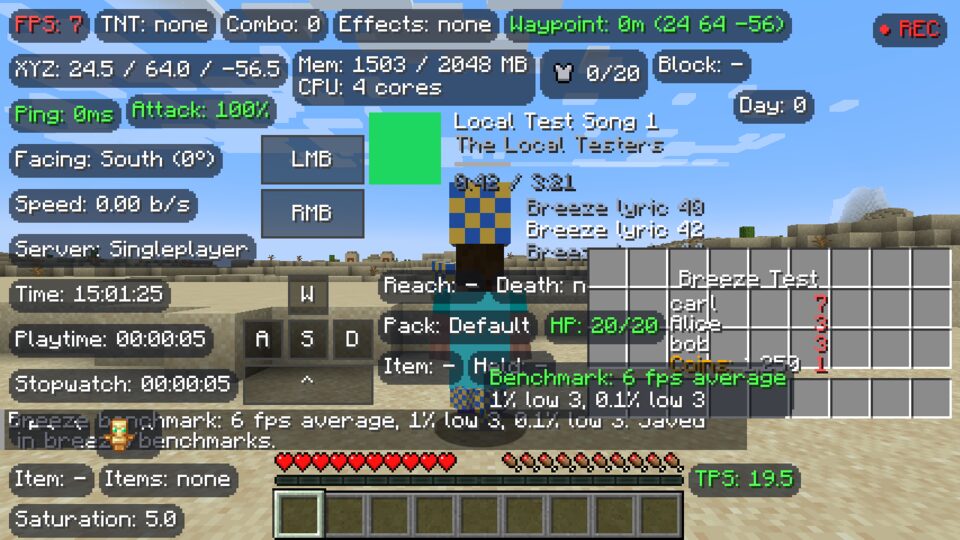 FPS: 7
TNT: none
Combo: 0
Effects: none
Waypoint: 0m (24 64 -56)
REC
XYZ: 24.5 / 64.0 / -56.5
Mem: 1503 / 2048 MB
CPU: 4 cores
0/20
Block: -
Day: 0
Ping: 0ms
Attack: 100%
Local Test Song 1
The Local Testers
0:42 / 3:21
Facing: South (0°)
LMB
RMB
Speed: 0.00 b/s
Breeze lyric 40
Breeze lyric 42
Breeze
Server: Singleplayer
Breeze Test
Time: 15:01:25
W
Reach: - Death: n
carl 7
Alice 3
bob 3
Coins: 1,250 1
Playtime: 00:00:05
A
S
D
Pack: Default
HP: 20/20
Item: -
Stopwatch: 00:00:05
^
Benchmark: 6 fps average
1% low 3, 0.1% low 3
Breeze benchmark: 6 fps average, 1% low 3, 0.1% low 3. Saved
in breeze benchmarks.
Item: -
Items: none
TPS: 19.5
Saturation: 5.0